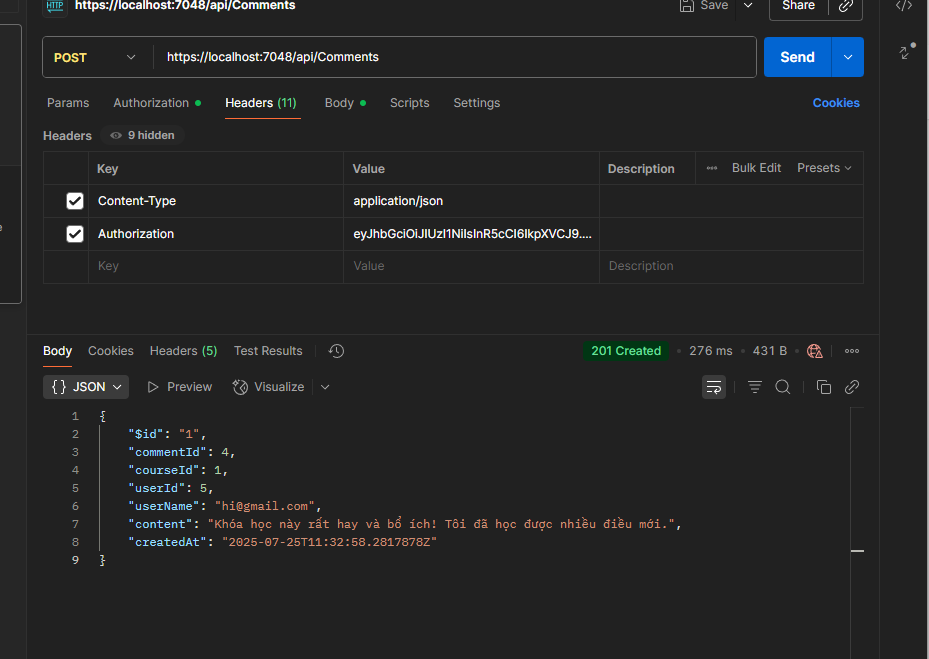 HTTP https://localhost:7048/api/Comments Save Share
POST https://localhost:7048/api/Comments Send
Params Authorization Headers (11) Body Scripts Settings Cookies
Headers 9 hidden
Key Value Description Bulk Edit Presets
Content-Type application/json
Authorization eyJhbGciOiJIUzI1NiIsInR5cCI6IkpXVCJ9....
Key Value Description
Body Cookies Headers (5) Test Results 201 Created 276 ms 431 B
{} JSON Preview Visualize
1 {
2 "$id": "1",
3 "commentId": 4,
4 "courseId": 1,
5 "userId": 5,
6 "userName": "hi@gmail.com",
7 "content": "Khóa học này rất hay và bổ ích! Tôi đã học được nhiều điều mới.",
8 "createdAt": "2025-07-25T11:32:58.2817878Z"
9 }